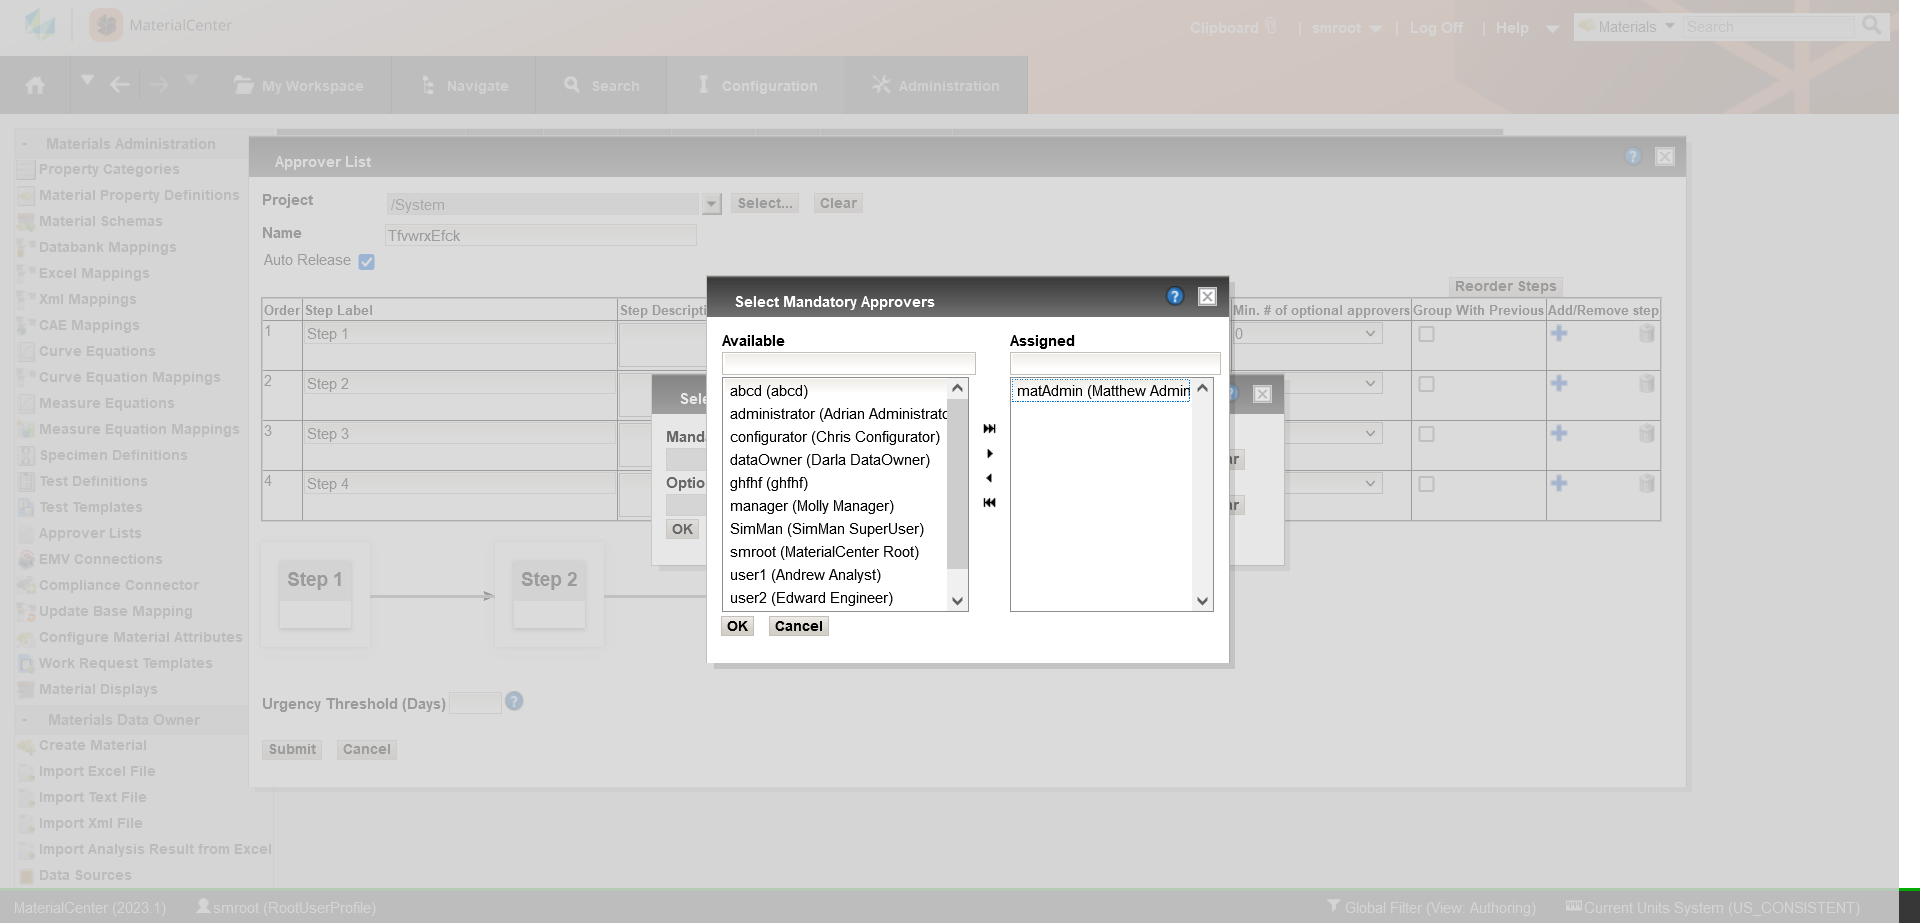 MaterialCenter
Clipboard | smroot | Log Off | Help
Materials Search
My Workspace Navigate Search Configuration Administration
- Materials Administration
Property Categories
Material Property Definitions
Material Schemas
Databank Mappings
Excel Mappings
Xml Mappings
CAE Mappings
Curve Equations
Curve Equation Mappings
Measure Equations
Measure Equation Mappings
Specimen Definitions
Test Definitions
Test Templates
Approver Lists
EMV Connections
Compliance Connector
Update Base Mapping
Configure Material Attributes
Work Request Templates
Material Displays
- Materials Data Owner
Create Material
Import Excel File
Import Text File
Import Xml File
Import Analysis Result from Excel
Data Sources
Approver List
Project /System Select... Clear
Name TfvwrxEfck
Auto Release
Reorder Steps
Order Step Label Step Descripti Min. # of optional approvers Group With Previous Add/Remove step
1 Step 1 0
2 Step 2
3 Step 3
4 Step 4
Sele
Mand
Optio
OK
Select Mandatory Approvers
Available Assigned
abcd (abcd)
administrator (Adrian Administrato
configurator (Chris Configurator)
dataOwner (Darla DataOwner)
ghfhf (ghfhf)
manager (Molly Manager)
SimMan (SimMan SuperUser)
smroot (MaterialCenter Root)
user1 (Andrew Analyst)
user2 (Edward Engineer)
matAdmin (Matthew Admin
OK Cancel
Step 1 Step 2
Urgency Threshold (Days)
Submit Cancel
MaterialCenter (2023.1) smroot (RootUserProfile) Global Filter (View: Authoring) Current Units System (US_CONSISTENT)